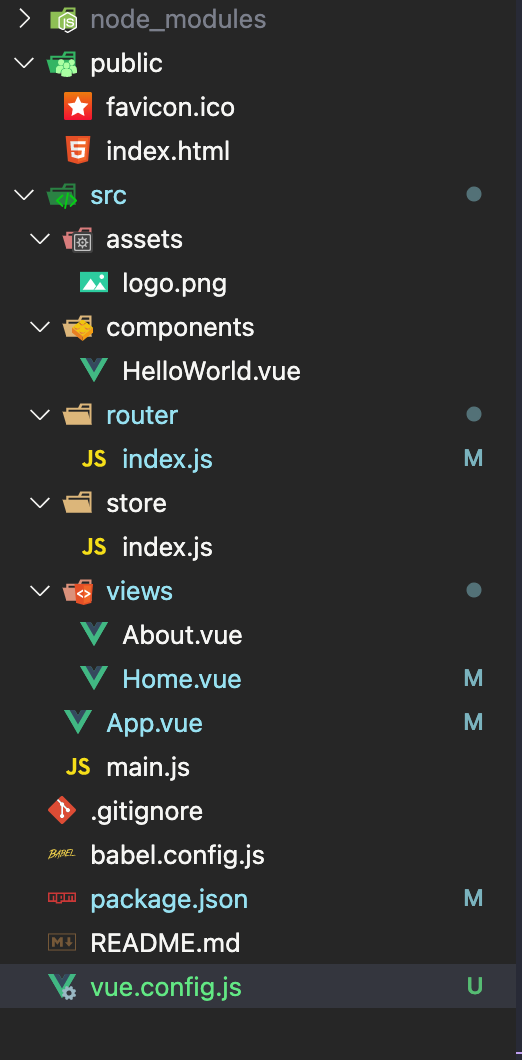 node_modules
public
favicon.ico
index.html
src
assets
logo.png
components
HelloWorld.vue
router
JS index.js M
store
JS index.js
views
About.vue
Home.vue M
App.vue M
JS main.js
.gitignore
BABEL babel.config.js
package.json M
M README.md
vue.config.js U